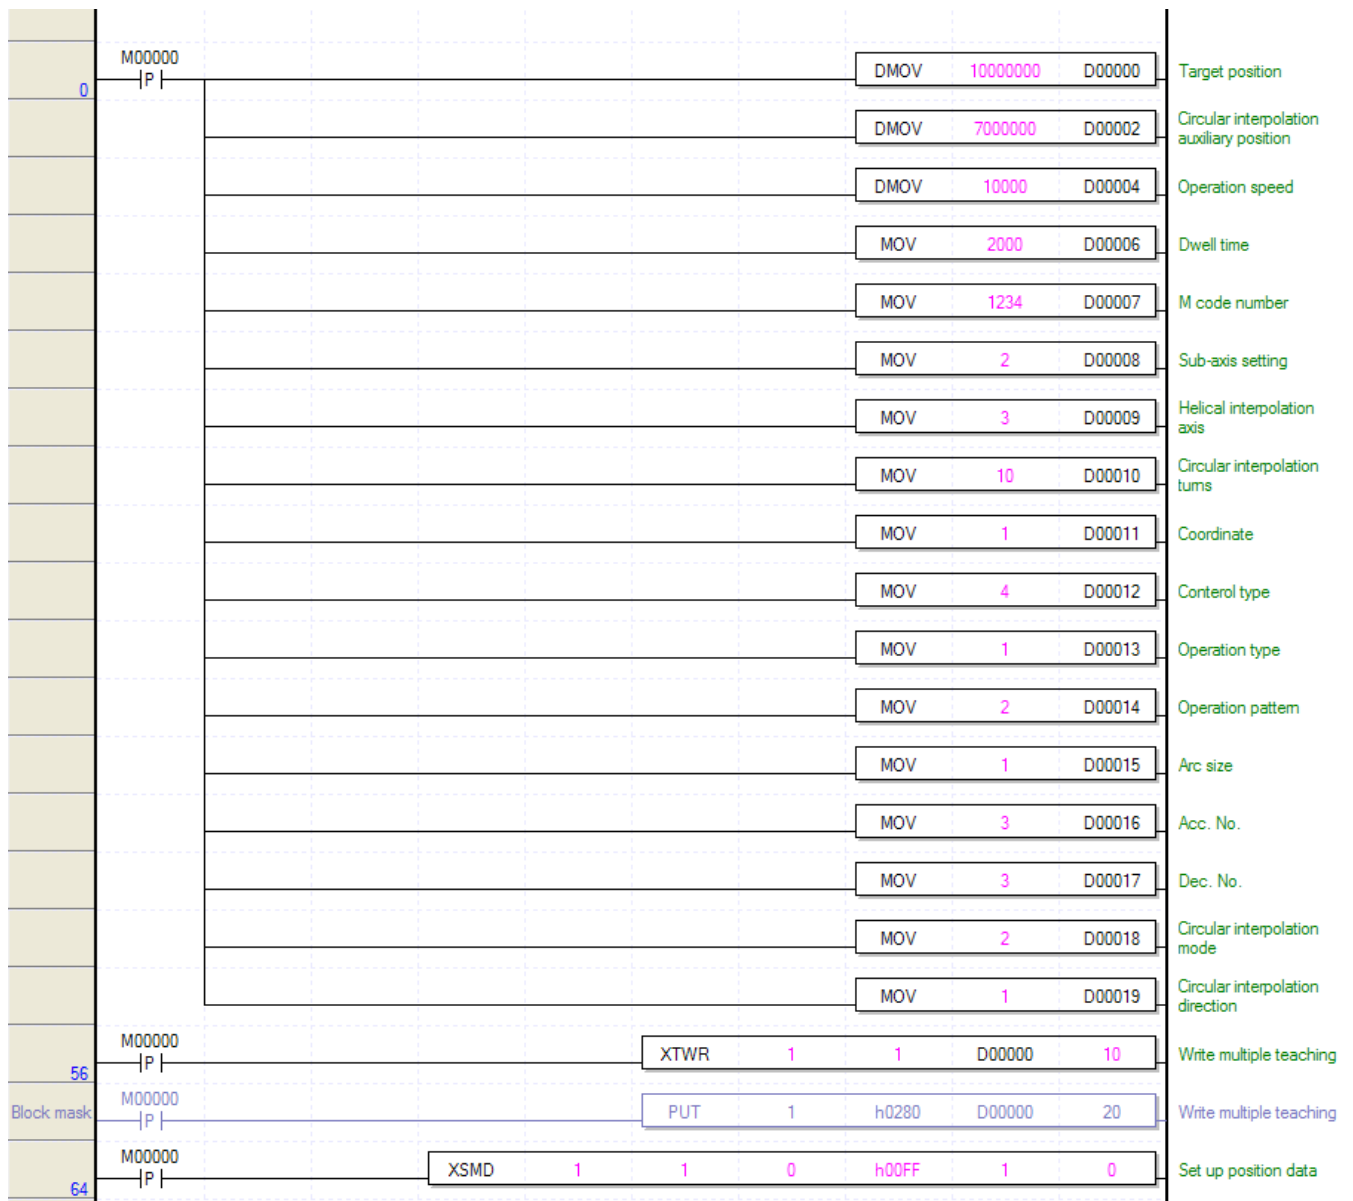 M00000
P
0
DMOV 10000000 D00000 Target position
DMOV 7000000 D00002 Circular interpolation
auxiliary position
DMOV 10000 D00004 Operation speed
MOV 2000 D00006 Dwell time
MOV 1234 D00007 M code number
MOV 2 D00008 Sub-axis setting
MOV 3 D00009 Helical interpolation
axis
MOV 10 D00010 Circular interpolation
turns
MOV 1 D00011 Coordinate
MOV 4 D00012 Conterol type
MOV 1 D00013 Operation type
MOV 2 D00014 Operation pattern
MOV 1 D00015 Arc size
MOV 3 D00016 Acc. No.
MOV 3 D00017 Dec. No.
MOV 2 D00018 Circular interpolation
mode
MOV 1 D00019 Circular interpolation
direction
M00000
P
56
XTWR 1 1 D00000 10 Write multiple teaching
Block mask
M00000
P
PUT 1 h0280 D00000 20 Write multiple teaching
M00000
P
64
XSMD 1 1 0 h00FF 1 0 Set up position data